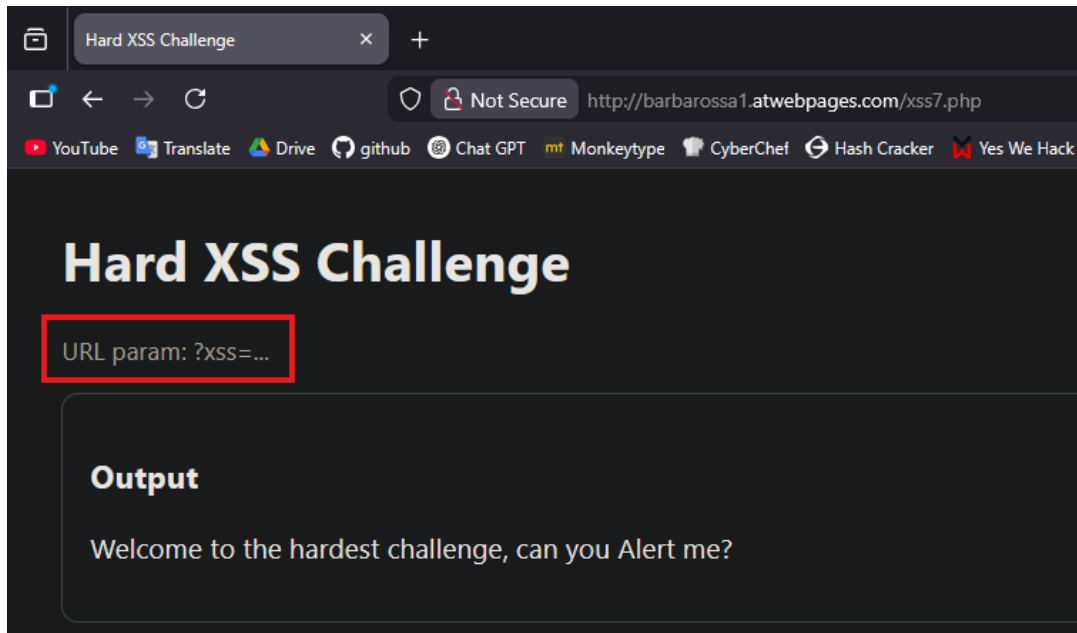 Hard XSS Challenge
Not Secure http://barbarossa1.atwebpages.com/xss7.php
YouTube Translate Drive github Chat GPT mt Monkeytype CyberChef Hash Cracker Yes We Hack
Hard XSS Challenge
URL param: ?xss=...
Output
Welcome to the hardest challenge, can you Alert me?